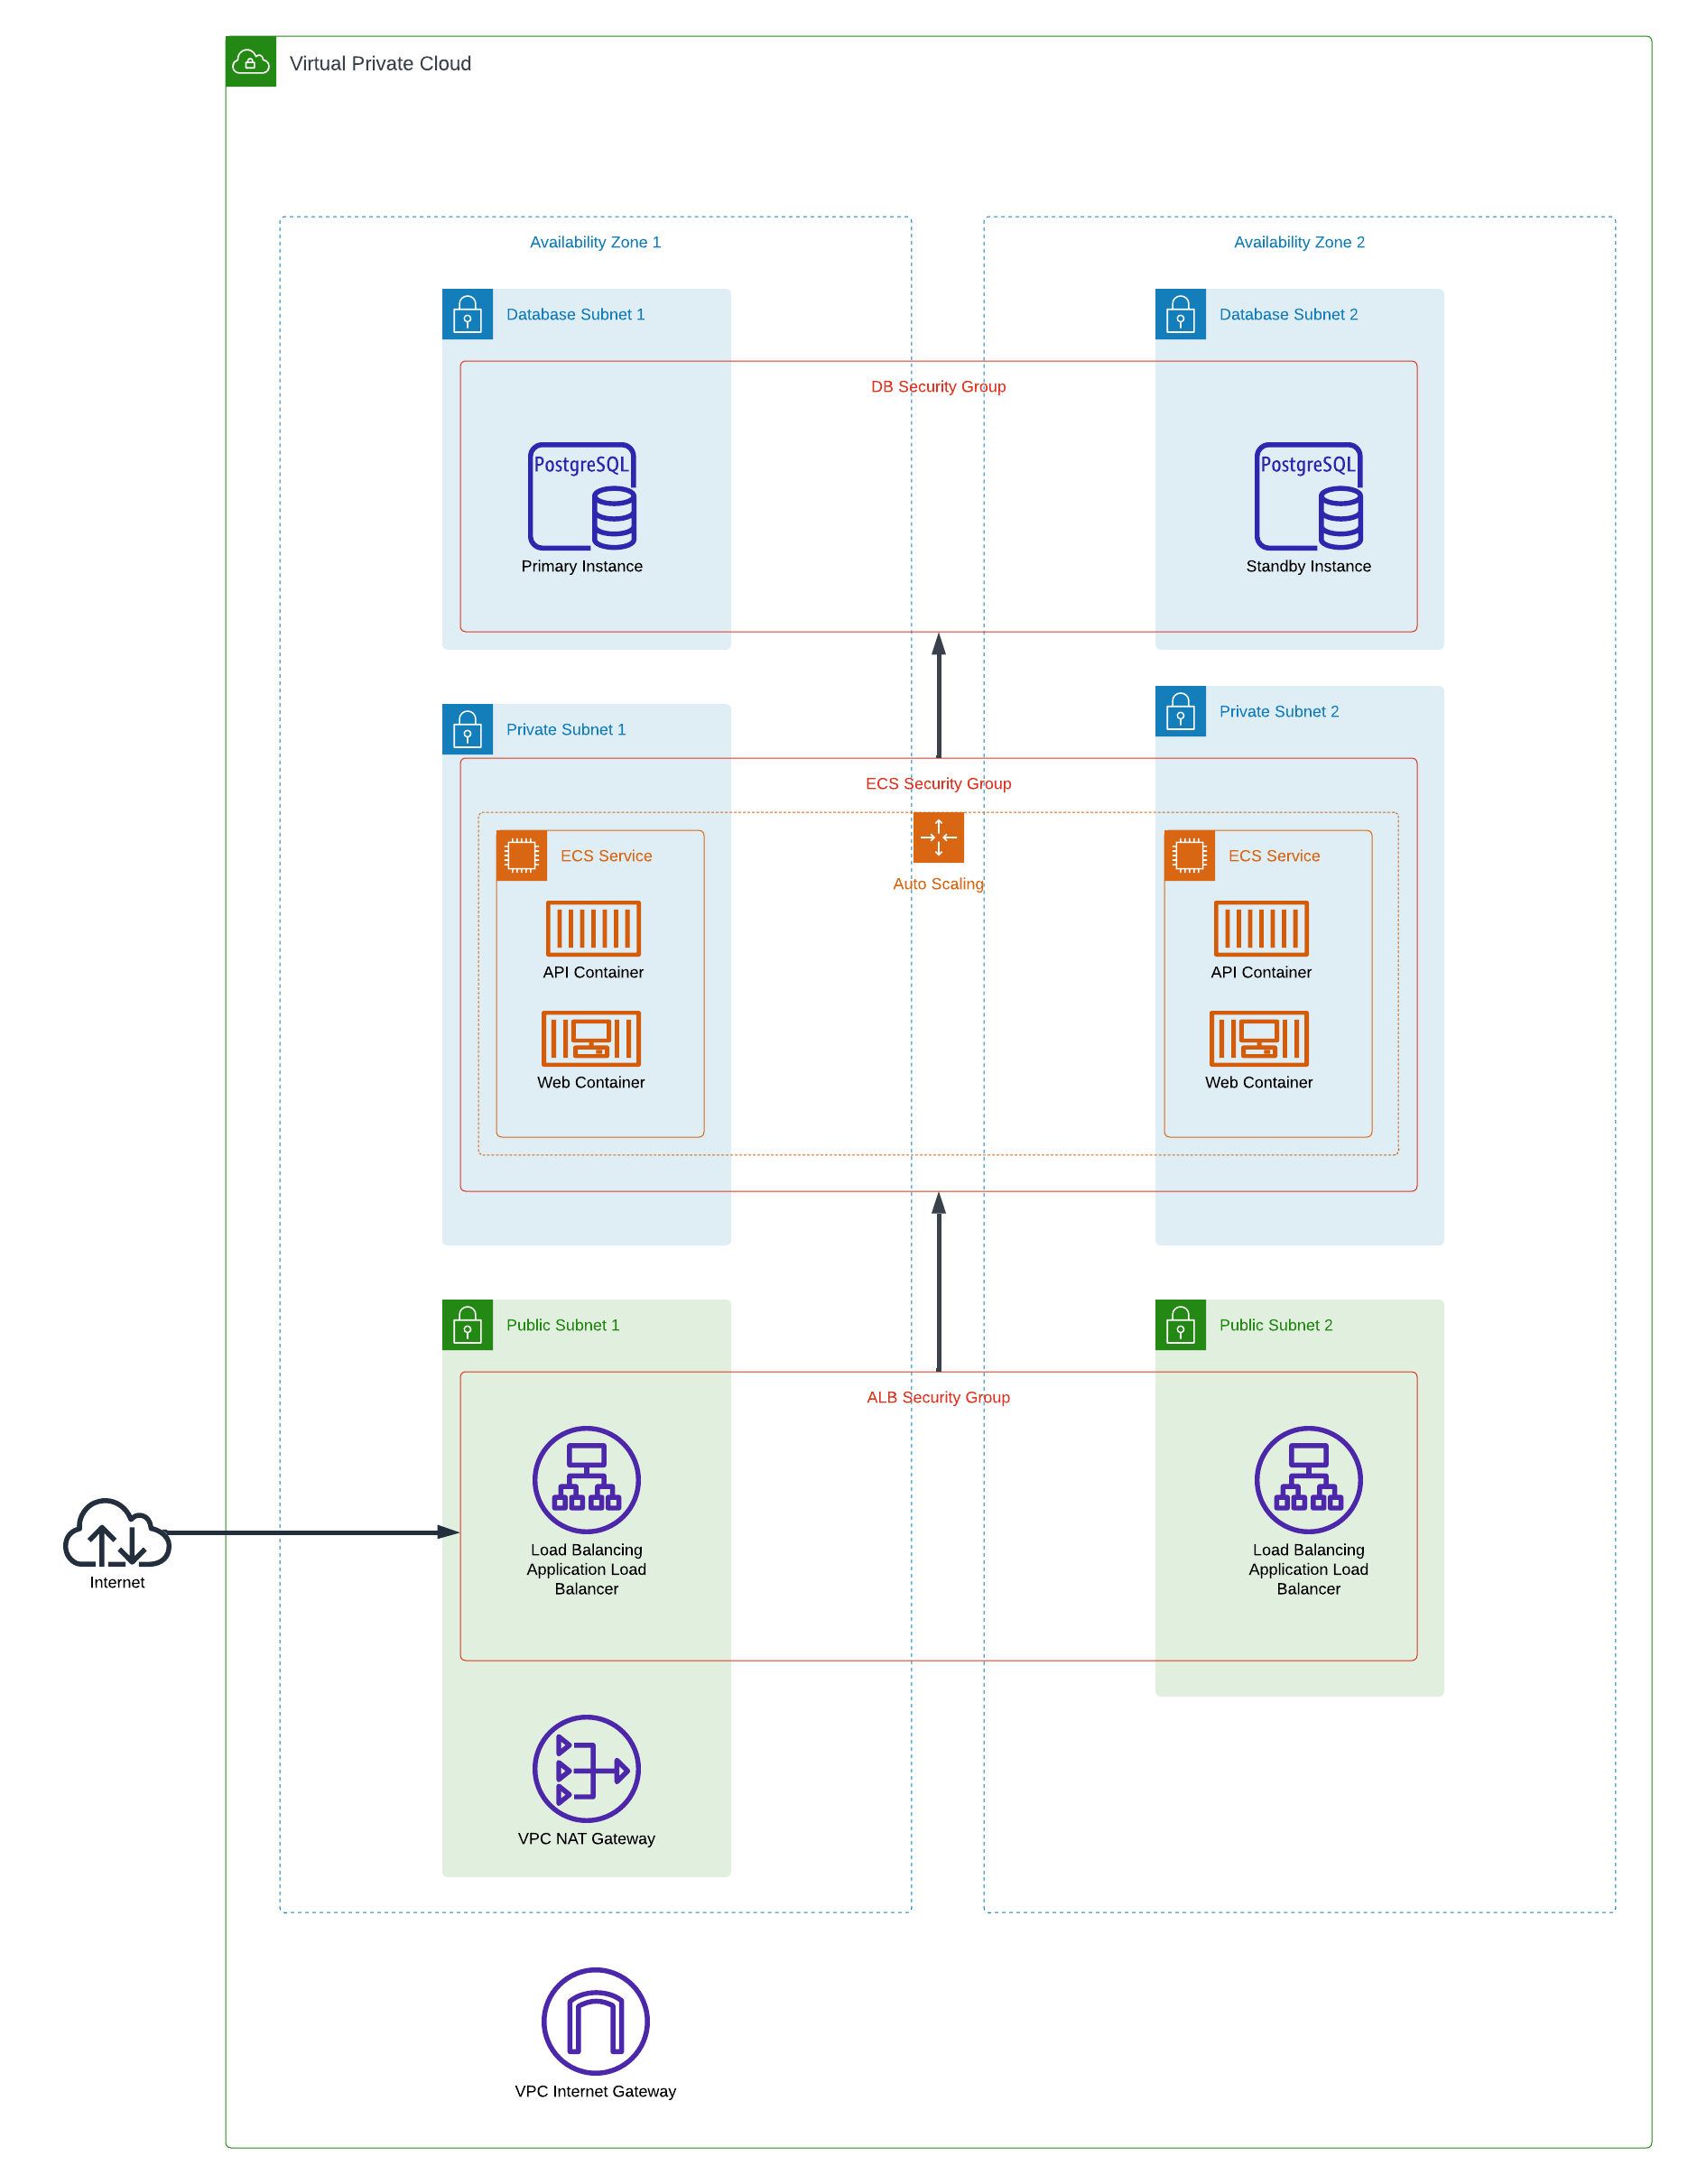 Virtual Private Cloud
Availability Zone 1
Availability Zone 2
Database Subnet 1
Database Subnet 2
DB Security Group
PostgreSQL
PostgreSQL
Primary Instance
Standby Instance
Private Subnet 1
Private Subnet 2
ECS Security Group
ECS Service
ECS Service
Auto Scaling
API Container
API Container
Web Container
Web Container
Public Subnet 1
Public Subnet 2
ALB Security Group
Load Balancing
Application Load
Balancer
Load Balancing
Application Load
Balancer
Internet
VPC NAT Gateway
VPC Internet Gateway